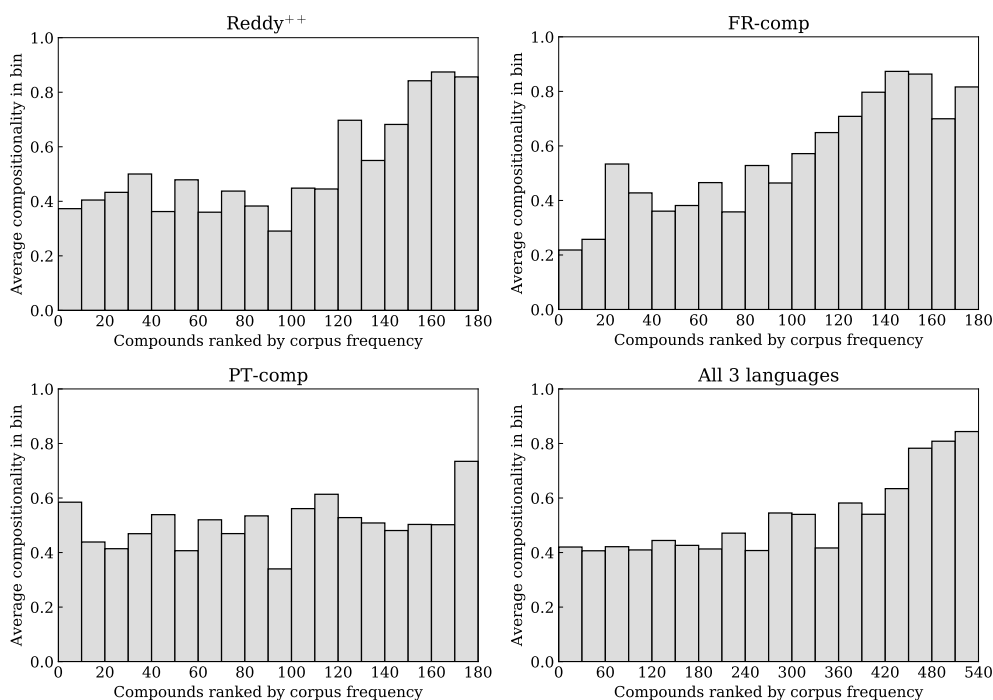 Reddy++
Average compositionality in bin
1.0
0.8
0.6
0.4
0.2
0.0
0 20 40 60 80 100 120 140 160 180
Compounds ranked by corpus frequency
FR-comp
Average compositionality in bin
1.0
0.8
0.6
0.4
0.2
0.0
0 20 40 60 80 100 120 140 160 180
Compounds ranked by corpus frequency
PT-comp
Average compositionality in bin
1.0
0.8
0.6
0.4
0.2
0.0
0 20 40 60 80 100 120 140 160 180
Compounds ranked by corpus frequency
All 3 languages
Average compositionality in bin
1.0
0.8
0.6
0.4
0.2
0.0
0 60 120 180 240 300 360 420 480 540
Compounds ranked by corpus frequency